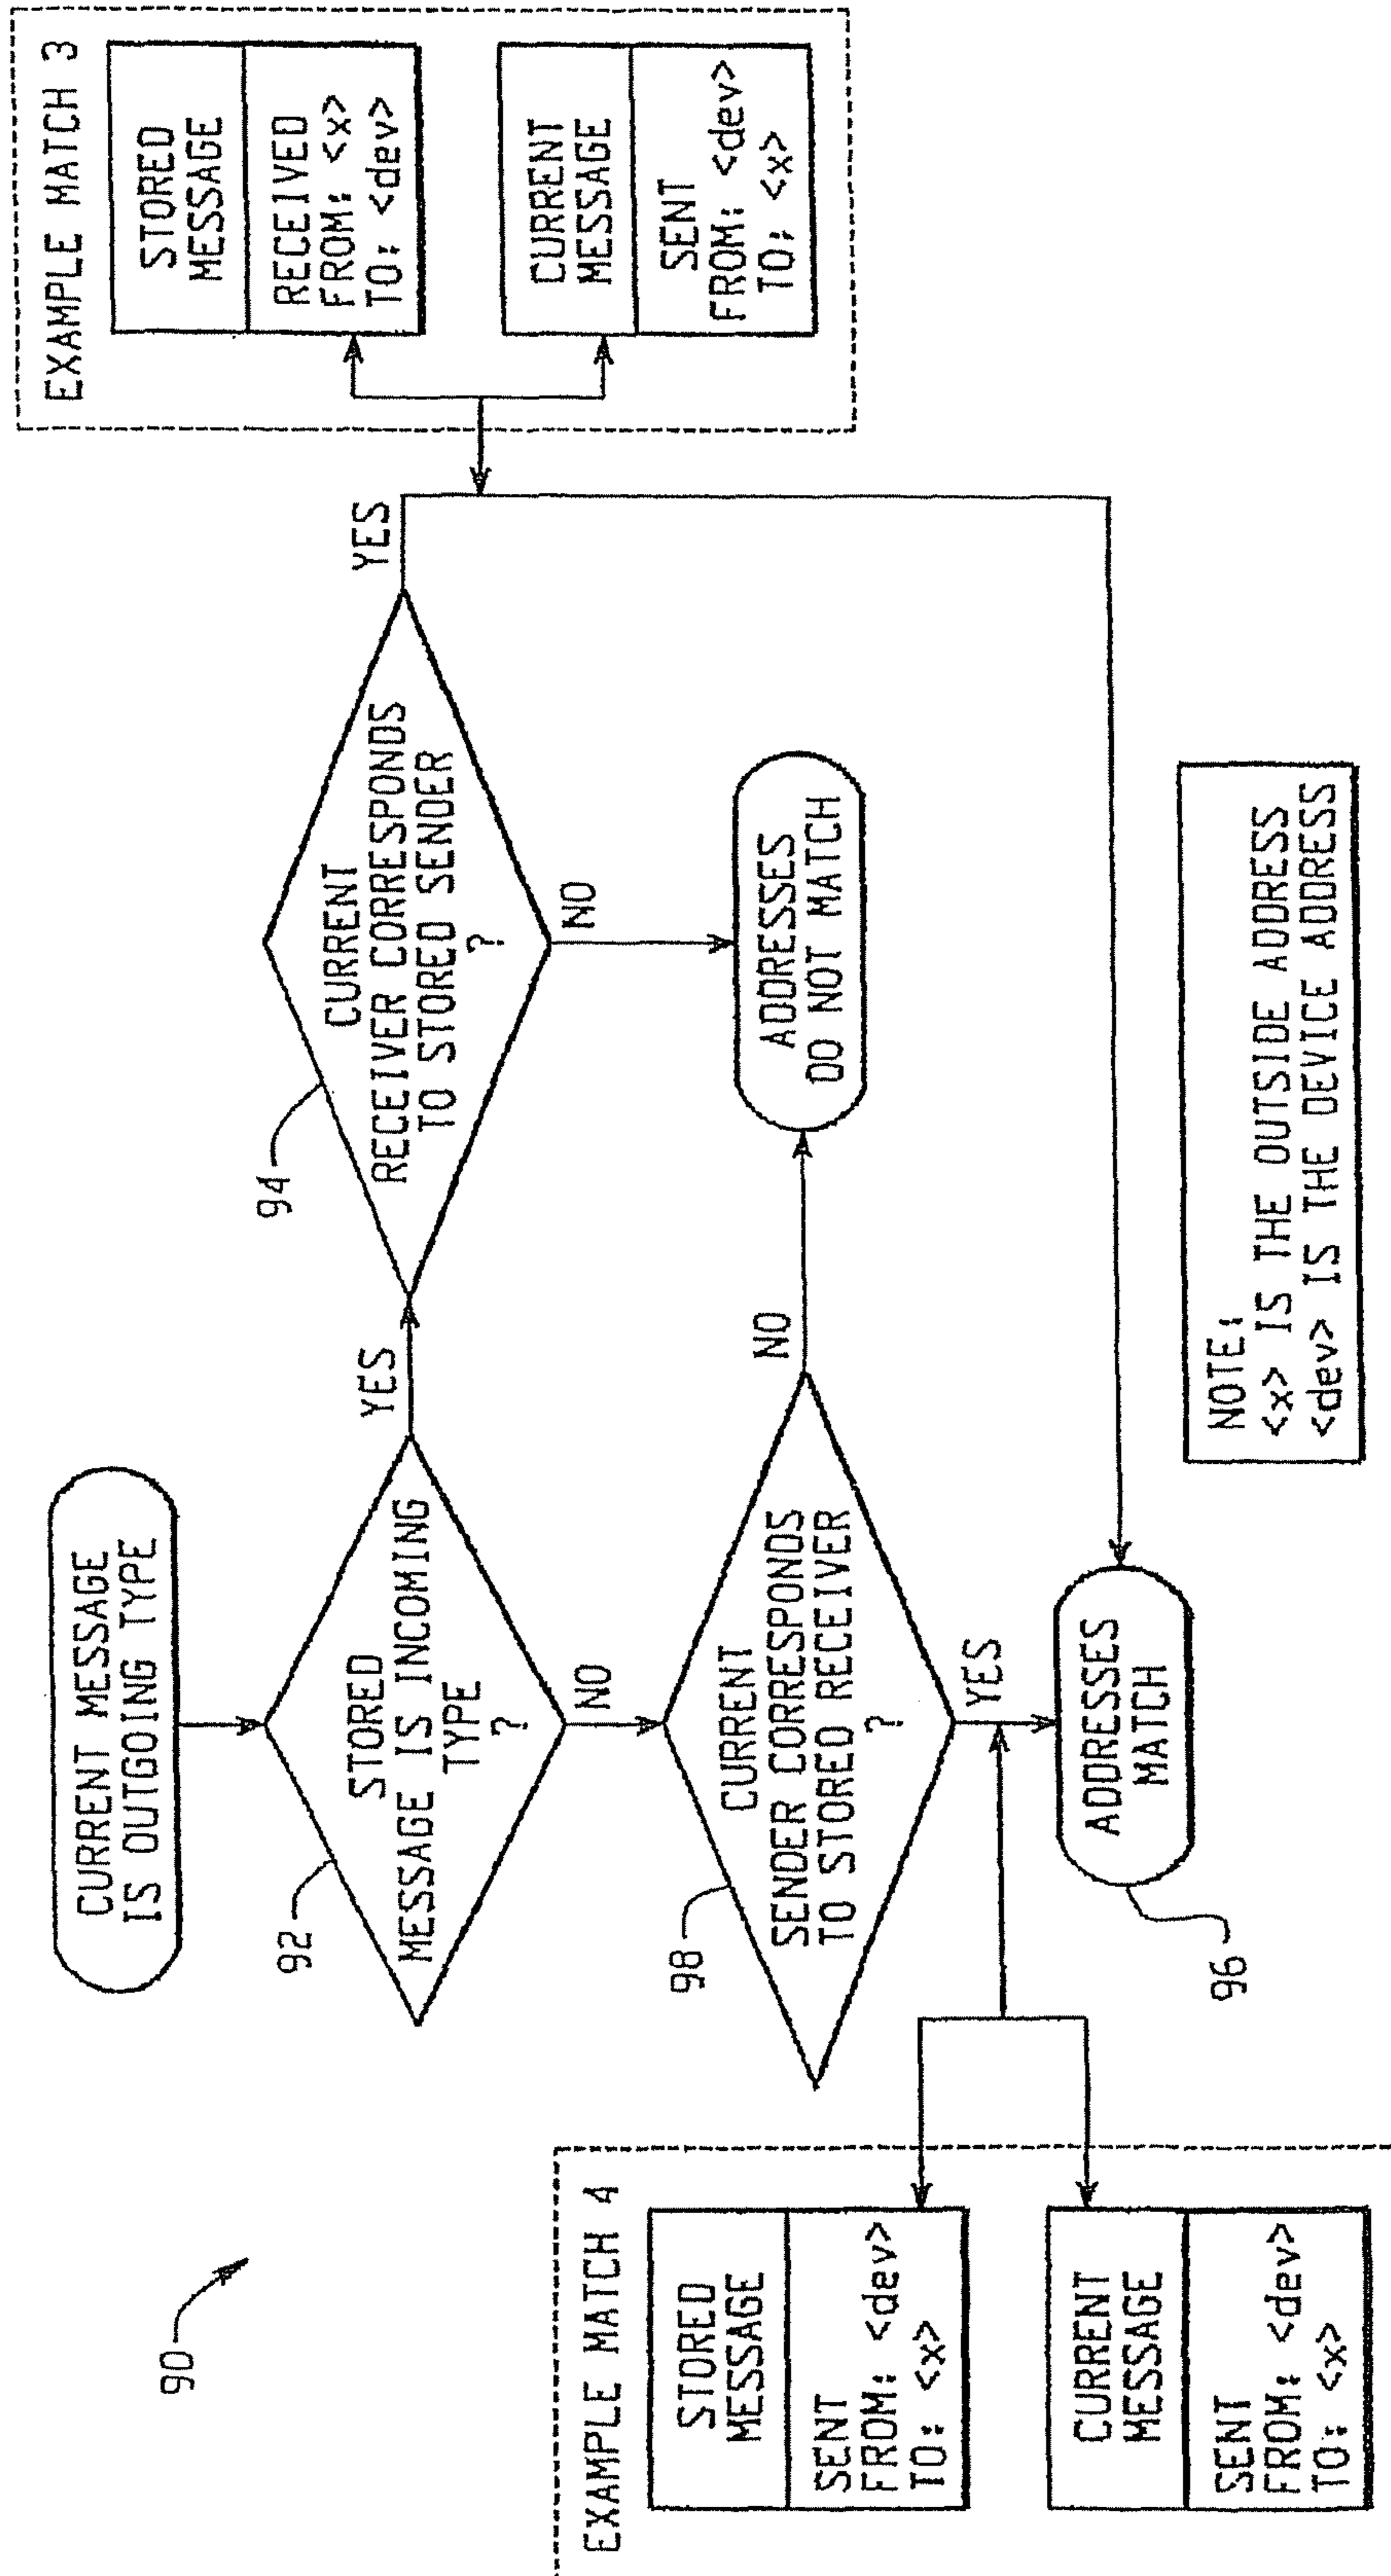 90
CURRENT MESSAGE
IS OUTGOING TYPE
92
STORED
MESSAGE IS INCOMING
TYPE
?
YES
NO
94
CURRENT
RECEIVER CORRESPONDS
TO STORED SENDER
?
YES
NO
EXAMPLE MATCH 3
STORED
MESSAGE
RECEIVED
FROM: <x>
TO: <dev>
CURRENT
MESSAGE
SENT
FROM: <dev>
TO: <x>
98
CURRENT
SENDER CORRESPONDS
TO STORED RECEIVER
?
NO
YES
ADDRESSES
DO NOT MATCH
EXAMPLE MATCH 4
STORED
MESSAGE
SENT
FROM: <dev>
TO: <x>
CURRENT
MESSAGE
SENT
FROM: <dev>
TO: <x>
ADDRESSES
MATCH
96
NOTE:
<x> IS THE OUTSIDE ADDRESS
<dev> IS THE DEVICE ADDRESS